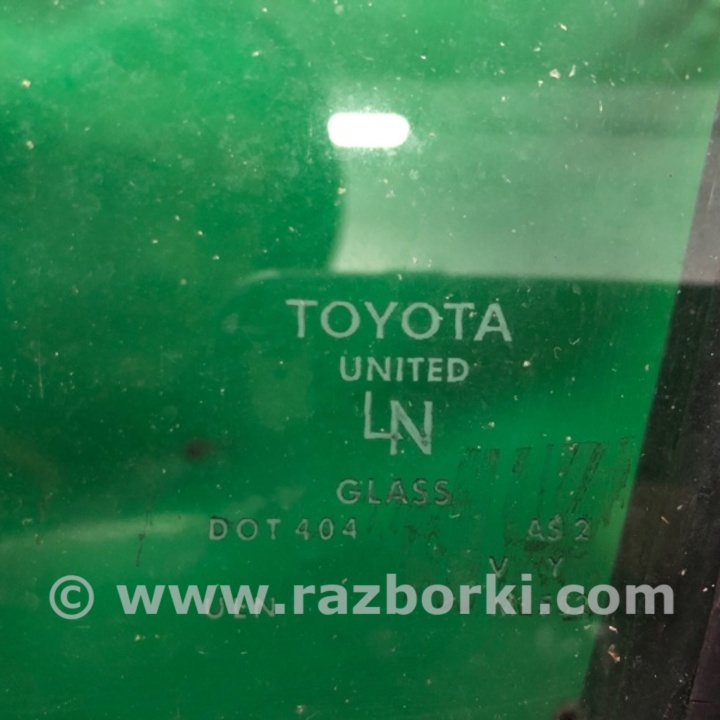 TOYOTA
UNITED
LN
GLASS
DOT 404 AS 2
V Y
© www.razborki.com